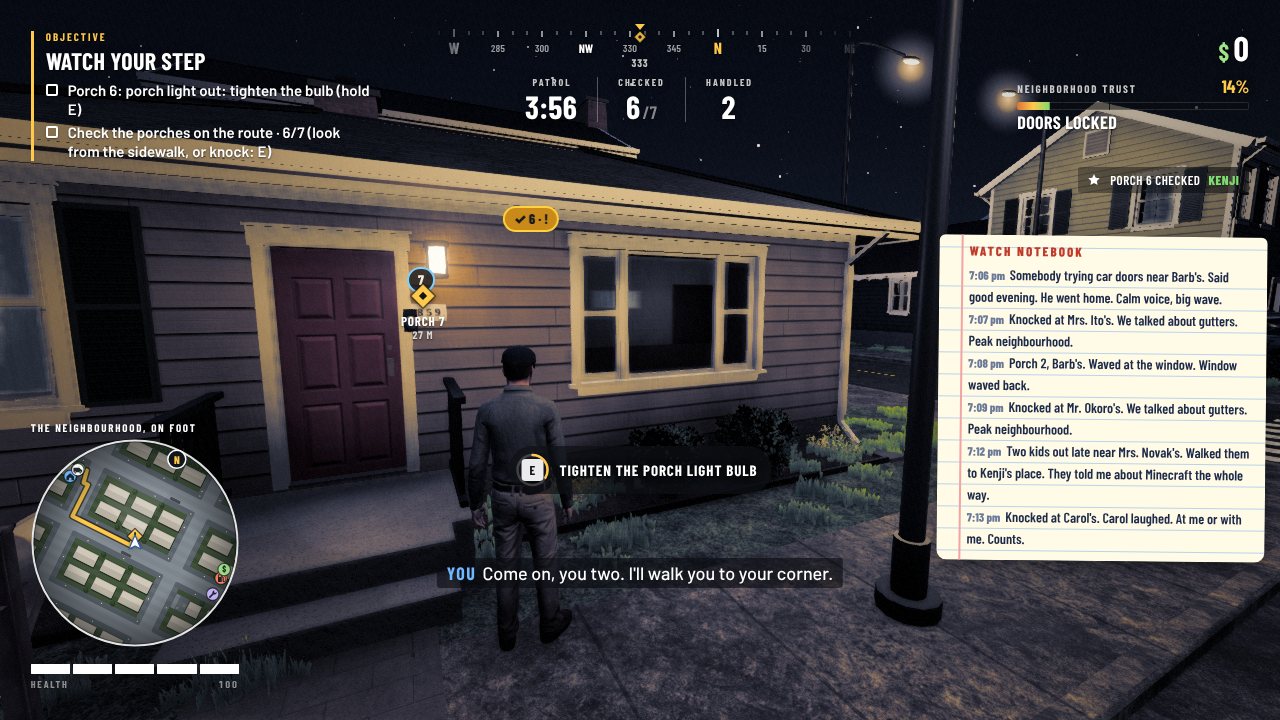 OBJECTIVE
WATCH YOUR STEP
Porch 6: porch light out: tighten the bulb (hold
E)
Check the porches on the route · 6/7 (look
from the sidewalk, or knock: E)
W 285 300 NW 330 345 N 15 30 NE
333
PATROL CHECKED HANDLED
3:56 6/7 2
$0
NEIGHBORHOOD TRUST 14%
DOORS LOCKED
★ PORCH 6 CHECKED KENJI
✓ 6 · !
7
859
PORCH 7
27 M
WATCH NOTEBOOK
7:06 pm Somebody trying car doors near Barb's. Said
good evening. He went home. Calm voice, big wave.
7:07 pm Knocked at Mrs. Ito's. We talked about gutters.
Peak neighbourhood.
7:08 pm Porch 2, Barb's. Waved at the window. Window
waved back.
7:09 pm Knocked at Mr. Okoro's. We talked about gutters.
Peak neighbourhood.
7:12 pm Two kids out late near Mrs. Novak's. Walked them
to Kenji's place. They told me about Minecraft the whole
way.
7:13 pm Knocked at Carol's. Carol laughed. At me or with
me. Counts.
THE NEIGHBOURHOOD, ON FOOT
N
$
E TIGHTEN THE PORCH LIGHT BULB
YOU Come on, you two. I'll walk you to your corner.
HEALTH 100